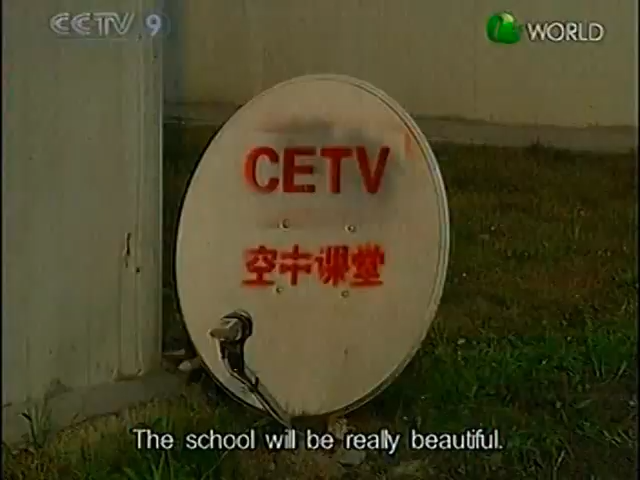 CCTV 9
WORLD
CETV
空中课堂
The school will be really beautiful.